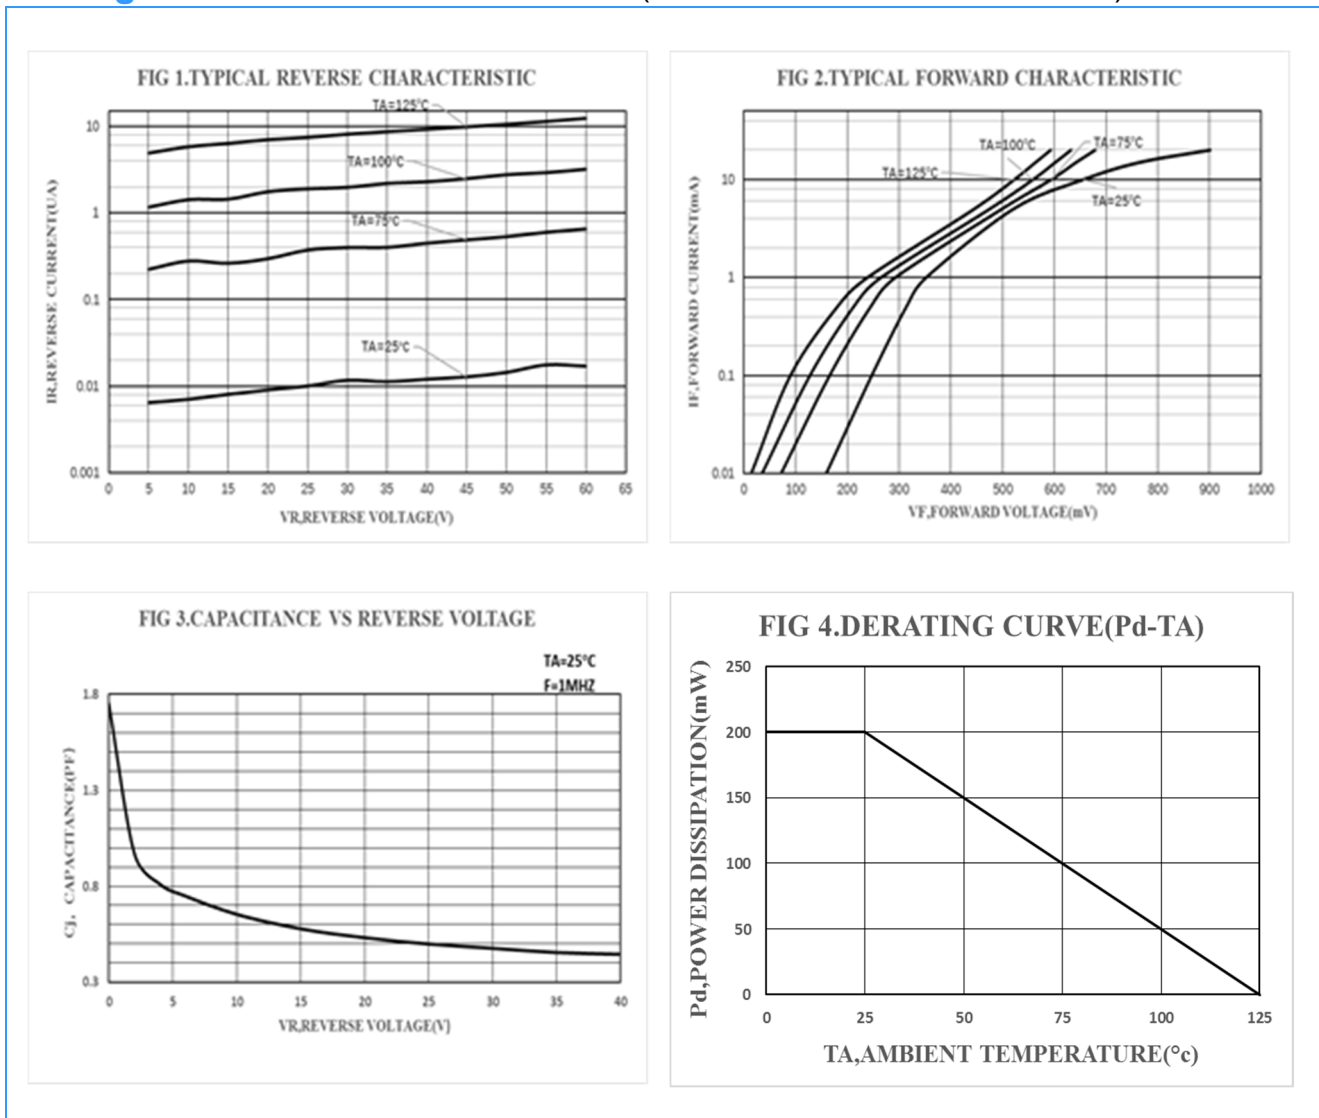 FIG 1.TYPICAL REVERSE CHARACTERISTIC
TA=125°C
TA=100°C
TA=75°C
TA=25°C
IR,REVERSE CURRENT(UA)
10
1
0.1
0.01
0.001
0 5 10 15 20 25 30 35 40 45 50 55 60 65
VR,REVERSE VOLTAGE(V)
FIG 2.TYPICAL FORWARD CHARACTERISTIC
TA=100°C
TA=75°C
TA=125°C
TA=25°C
IF,FORWARD CURRENT(mA)
10
1
0.1
0.01
0 100 200 300 400 500 600 700 800 900 1000
VF,FORWARD VOLTAGE(mV)
FIG 3.CAPACITANCE VS REVERSE VOLTAGE
TA=25°C
F=1MHZ
Cj, CAPACITANCE(PF)
1.8
1.3
0.8
0.3
0 5 10 15 20 25 30 35 40
VR,REVERSE VOLTAGE(V)
FIG 4.DERATING CURVE(Pd-TA)
Pd,POWER DISSIPATION(mW)
250
200
150
100
50
0
0 25 50 75 100 125
TA,AMBIENT TEMPERATURE(°c)